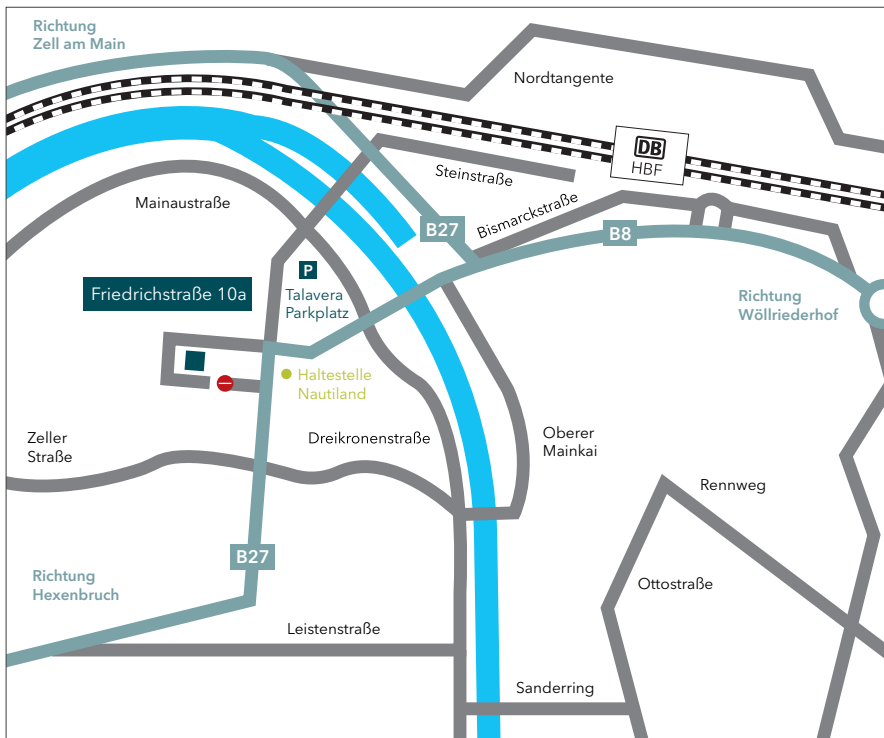 Richtung
Zell am Main
Nordtangente
DB
HBF
Steinstraße
Mainaustraße
Bismarckstraße
B27
B8
P
Friedrichstraße 10a
Talavera
Parkplatz
Richtung
Wöllriederhof
Haltestelle
Nautiland
Zeller
Straße
Dreikronenstraße
Oberer
Mainkai
Rennweg
B27
Richtung
Hexenbruch
Ottostraße
Leistenstraße
Sanderring